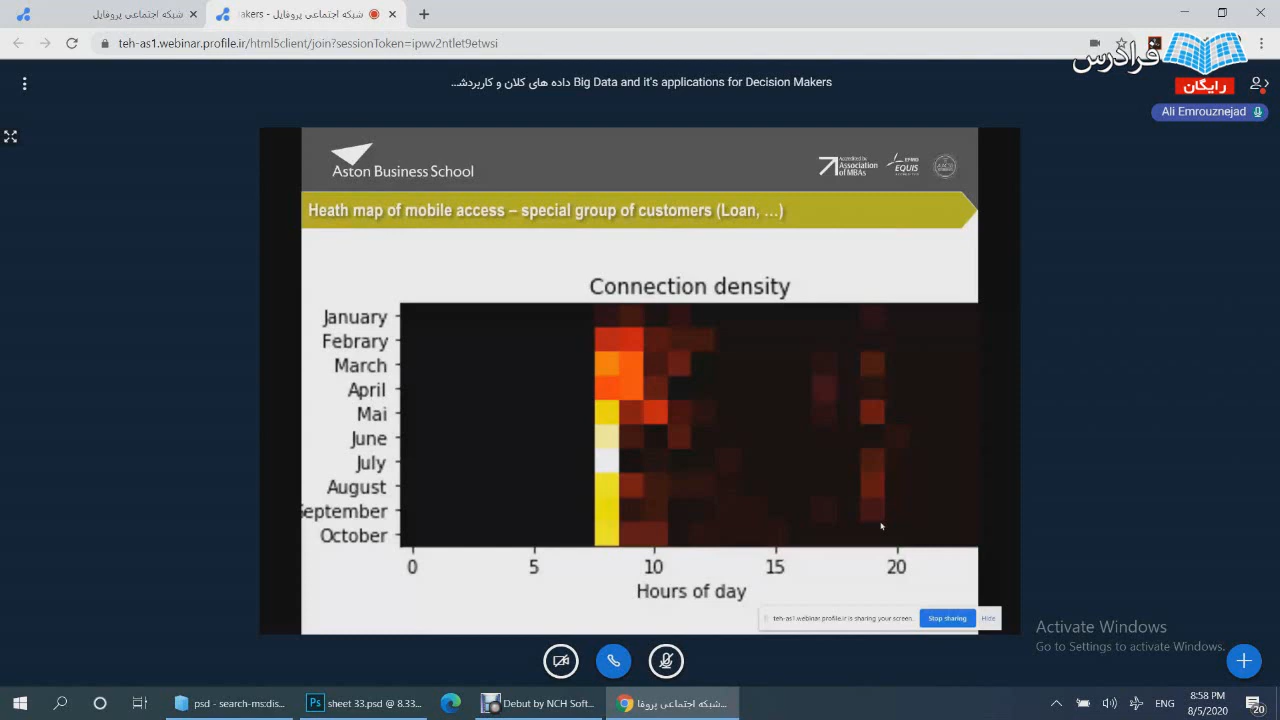 شبکه اجتماعی پروفایل
akers - شبکه اجتماعی پروفایل
teh-as1.webinar.profile.ir/html5client/join?sessionToken=ipwv2ntlet9etwsi
فرادرس
رایگان
داده های کلان و کاربردش... Big Data and it's applications for Decision Makers
Ali Emrouznejad
Aston Business School
Accredited by
Association
of MBAs
EFMD
EQUIS
Heath map of mobile access – special group of customers (Loan, ...)
Connection density
January
Febrary
March
April
Mai
June
July
August
September
October
0 5 10 15 20
Hours of day
teh-as1.webinar.profile.ir is sharing your screen.
Stop sharing
Hide
Activate Windows
Go to Settings to activate Windows.
psd - search-ms:dis...
sheet 33.psd @ 8.33...
Debut by NCH Soft...
شبکه اجتماعی پروفا...
ENG
8:58 PM
8/5/2020
20